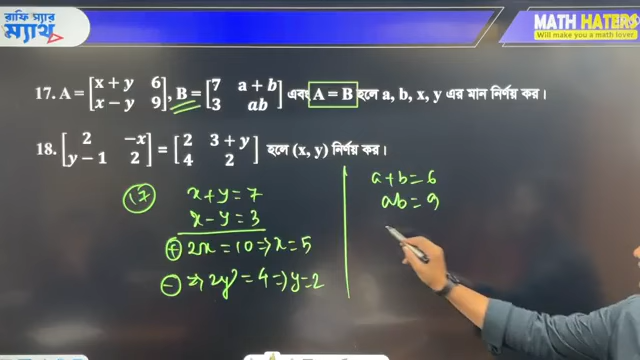 রাফি স্যার
ম্যাথ
MATH HATERS
Will make you a math lover
17. A = [x + y 6
x − y 9], B = [7 a + b
3 ab] এবং A = B হলে a, b, x, y এর মান নির্ণয় কর।
18. [2 −x
y − 1 2] = [2 3 + y
4 2] হলে (x, y) নির্ণয় কর।
(17) x + y = 7
x − y = 3
(+) 2x = 10 ⇒ x = 5
(−) ⇒ 2y = 4 ⇒ y = 2
a + b = 6
ab = 9